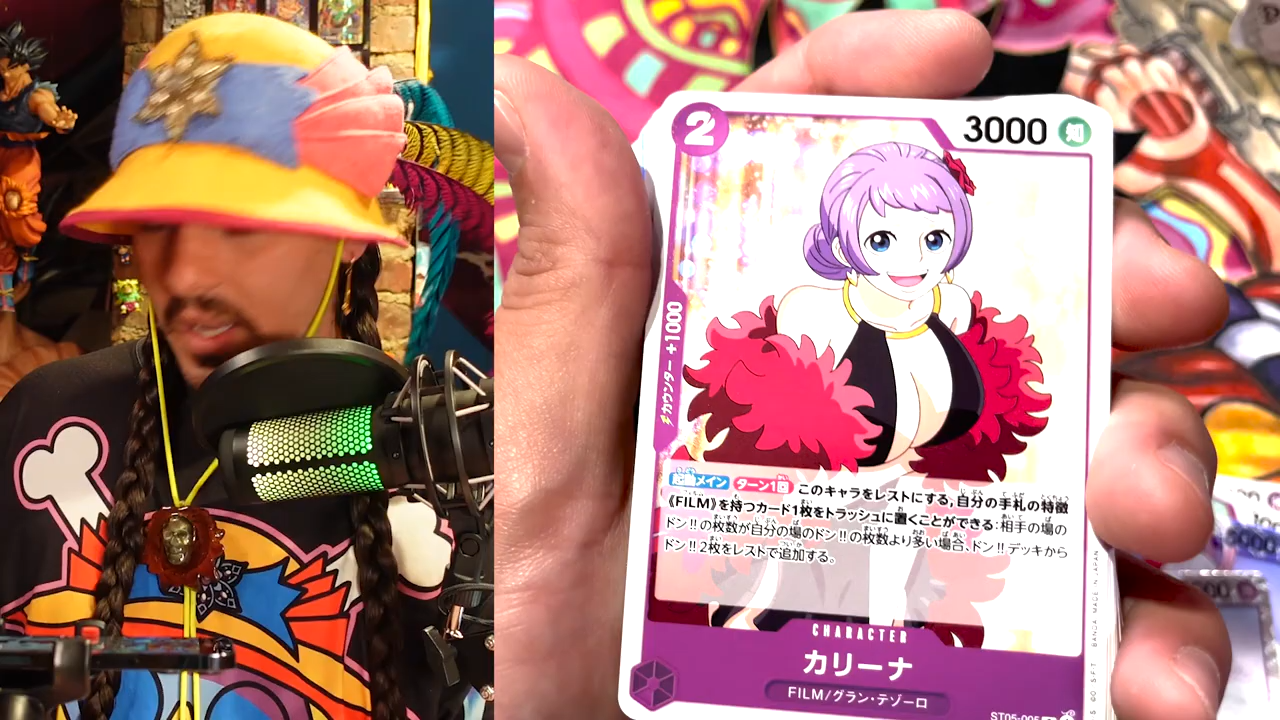 2
3000 知
カウンター +1000
起動メイン ターン1回 このキャラをレストにする,自分の手札の特徴
《FILM》を持つカード1枚をトラッシュに置くことができる:相手の場の
ドン!!の枚数が自分の場のドン!!の枚数より多い場合、ドン!!デッキから
ドン!!2枚をレストで追加する。
CHARACTER
カリーナ
FILM/グラン・テゾーロ
ST05-005
BANDAI MADE IN JAPAN